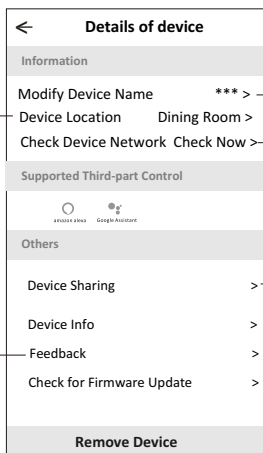 ← Details of device
Information
Modify Device Name *** >
Device Location Dining Room >
Check Device Network Check Now >
Supported Third-part Control
amazon alexa Google Assistant
Others
Device Sharing >
Device Info >
Feedback >
Check for Firmware Update >
Remove Device